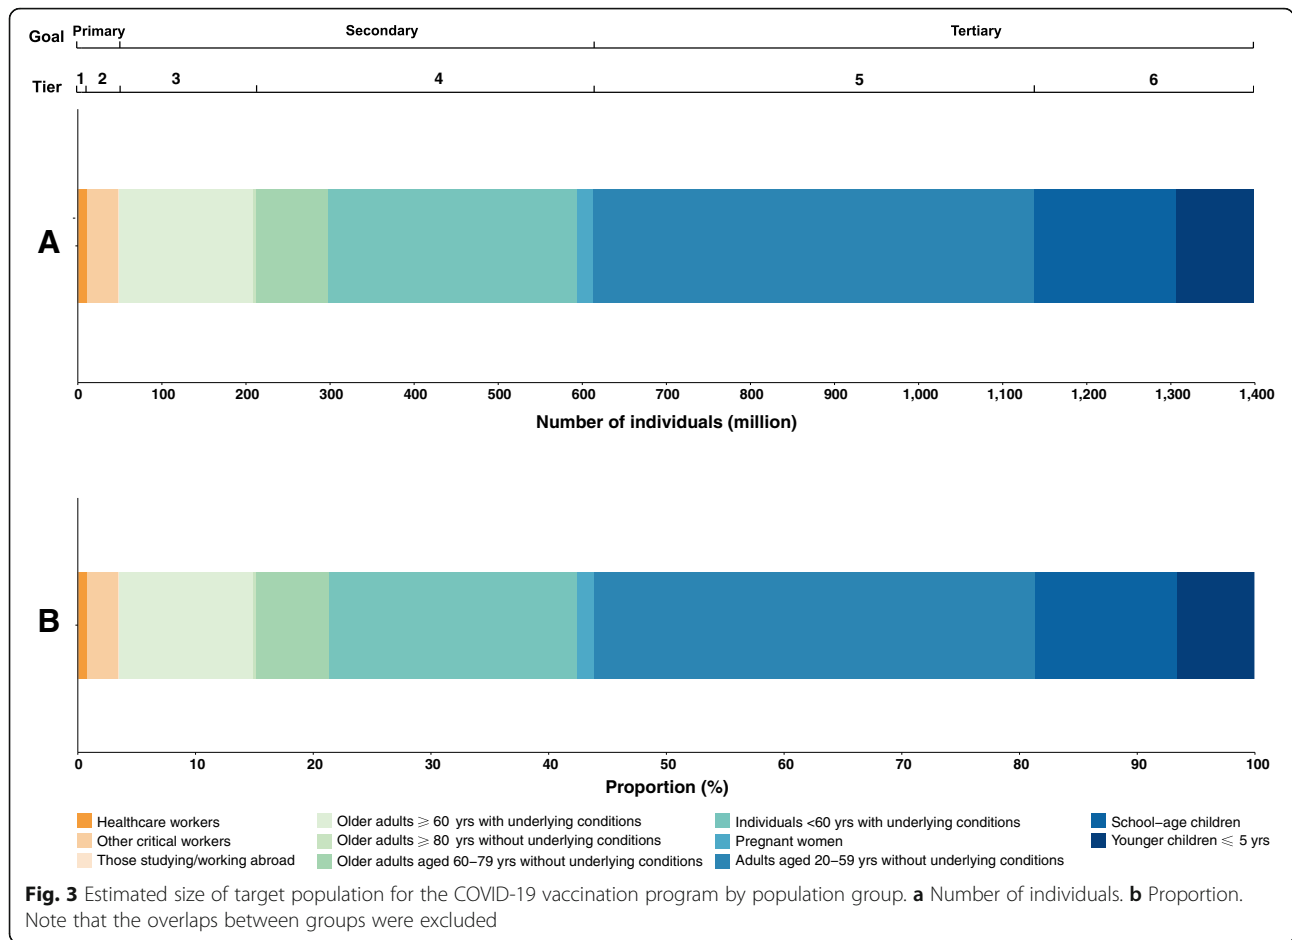 Goal Primary Secondary Tertiary
Tier 1 2 3 4 5 6
A
0 100 200 300 400 500 600 700 800 900 1,000 1,100 1,200 1,300 1,400
Number of individuals (million)
B
0 10 20 30 40 50 60 70 80 90 100
Proportion (%)
Healthcare workers
Other critical workers
Those studying/working abroad
Older adults ⩾ 60 yrs with underlying conditions
Older adults ⩾ 80 yrs without underlying conditions
Older adults aged 60–79 yrs without underlying conditions
Individuals <60 yrs with underlying conditions
Pregnant women
Adults aged 20–59 yrs without underlying conditions
School–age children
Younger children ⩽ 5 yrs
Fig. 3 Estimated size of target population for the COVID-19 vaccination program by population group. a Number of individuals. b Proportion.
Note that the overlaps between groups were excluded